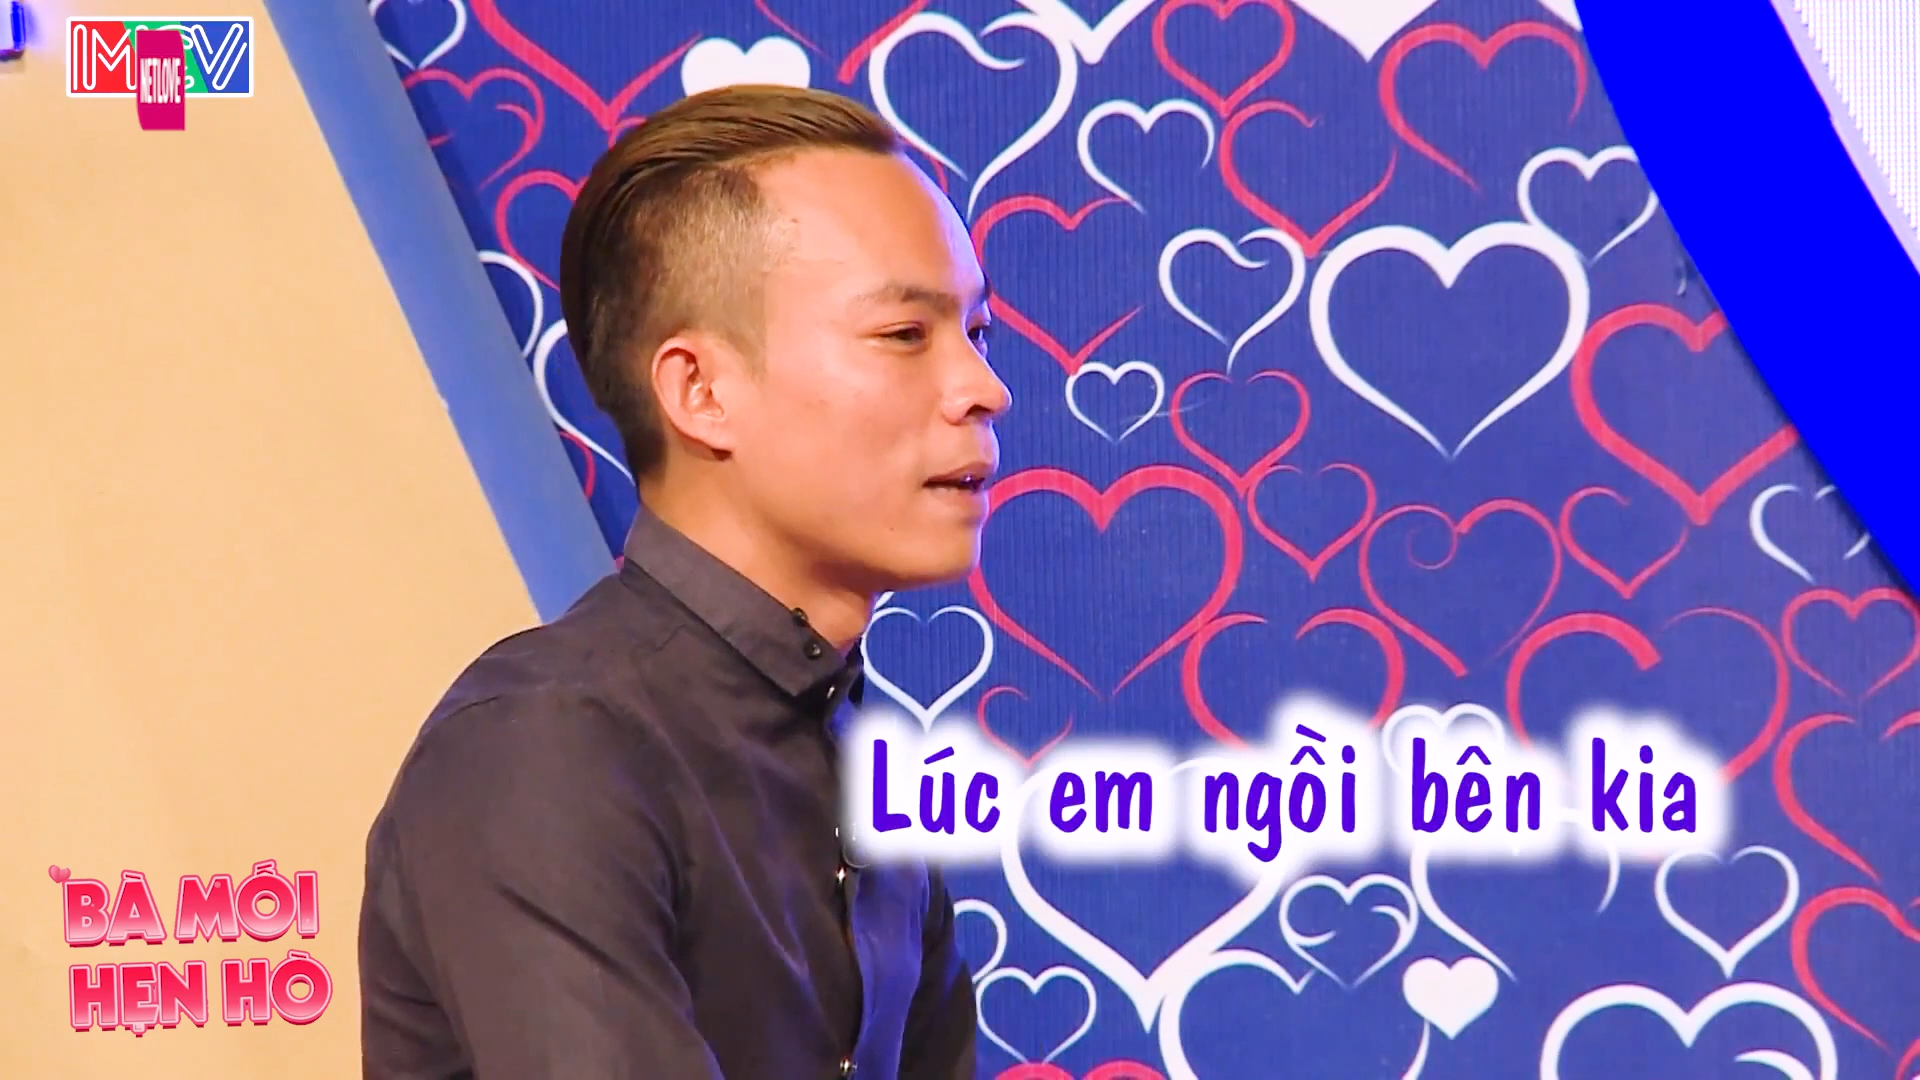 MCV
NETLOVE
Lúc em ngồi bên kia
BÀ MỐI
HẸN HÒ